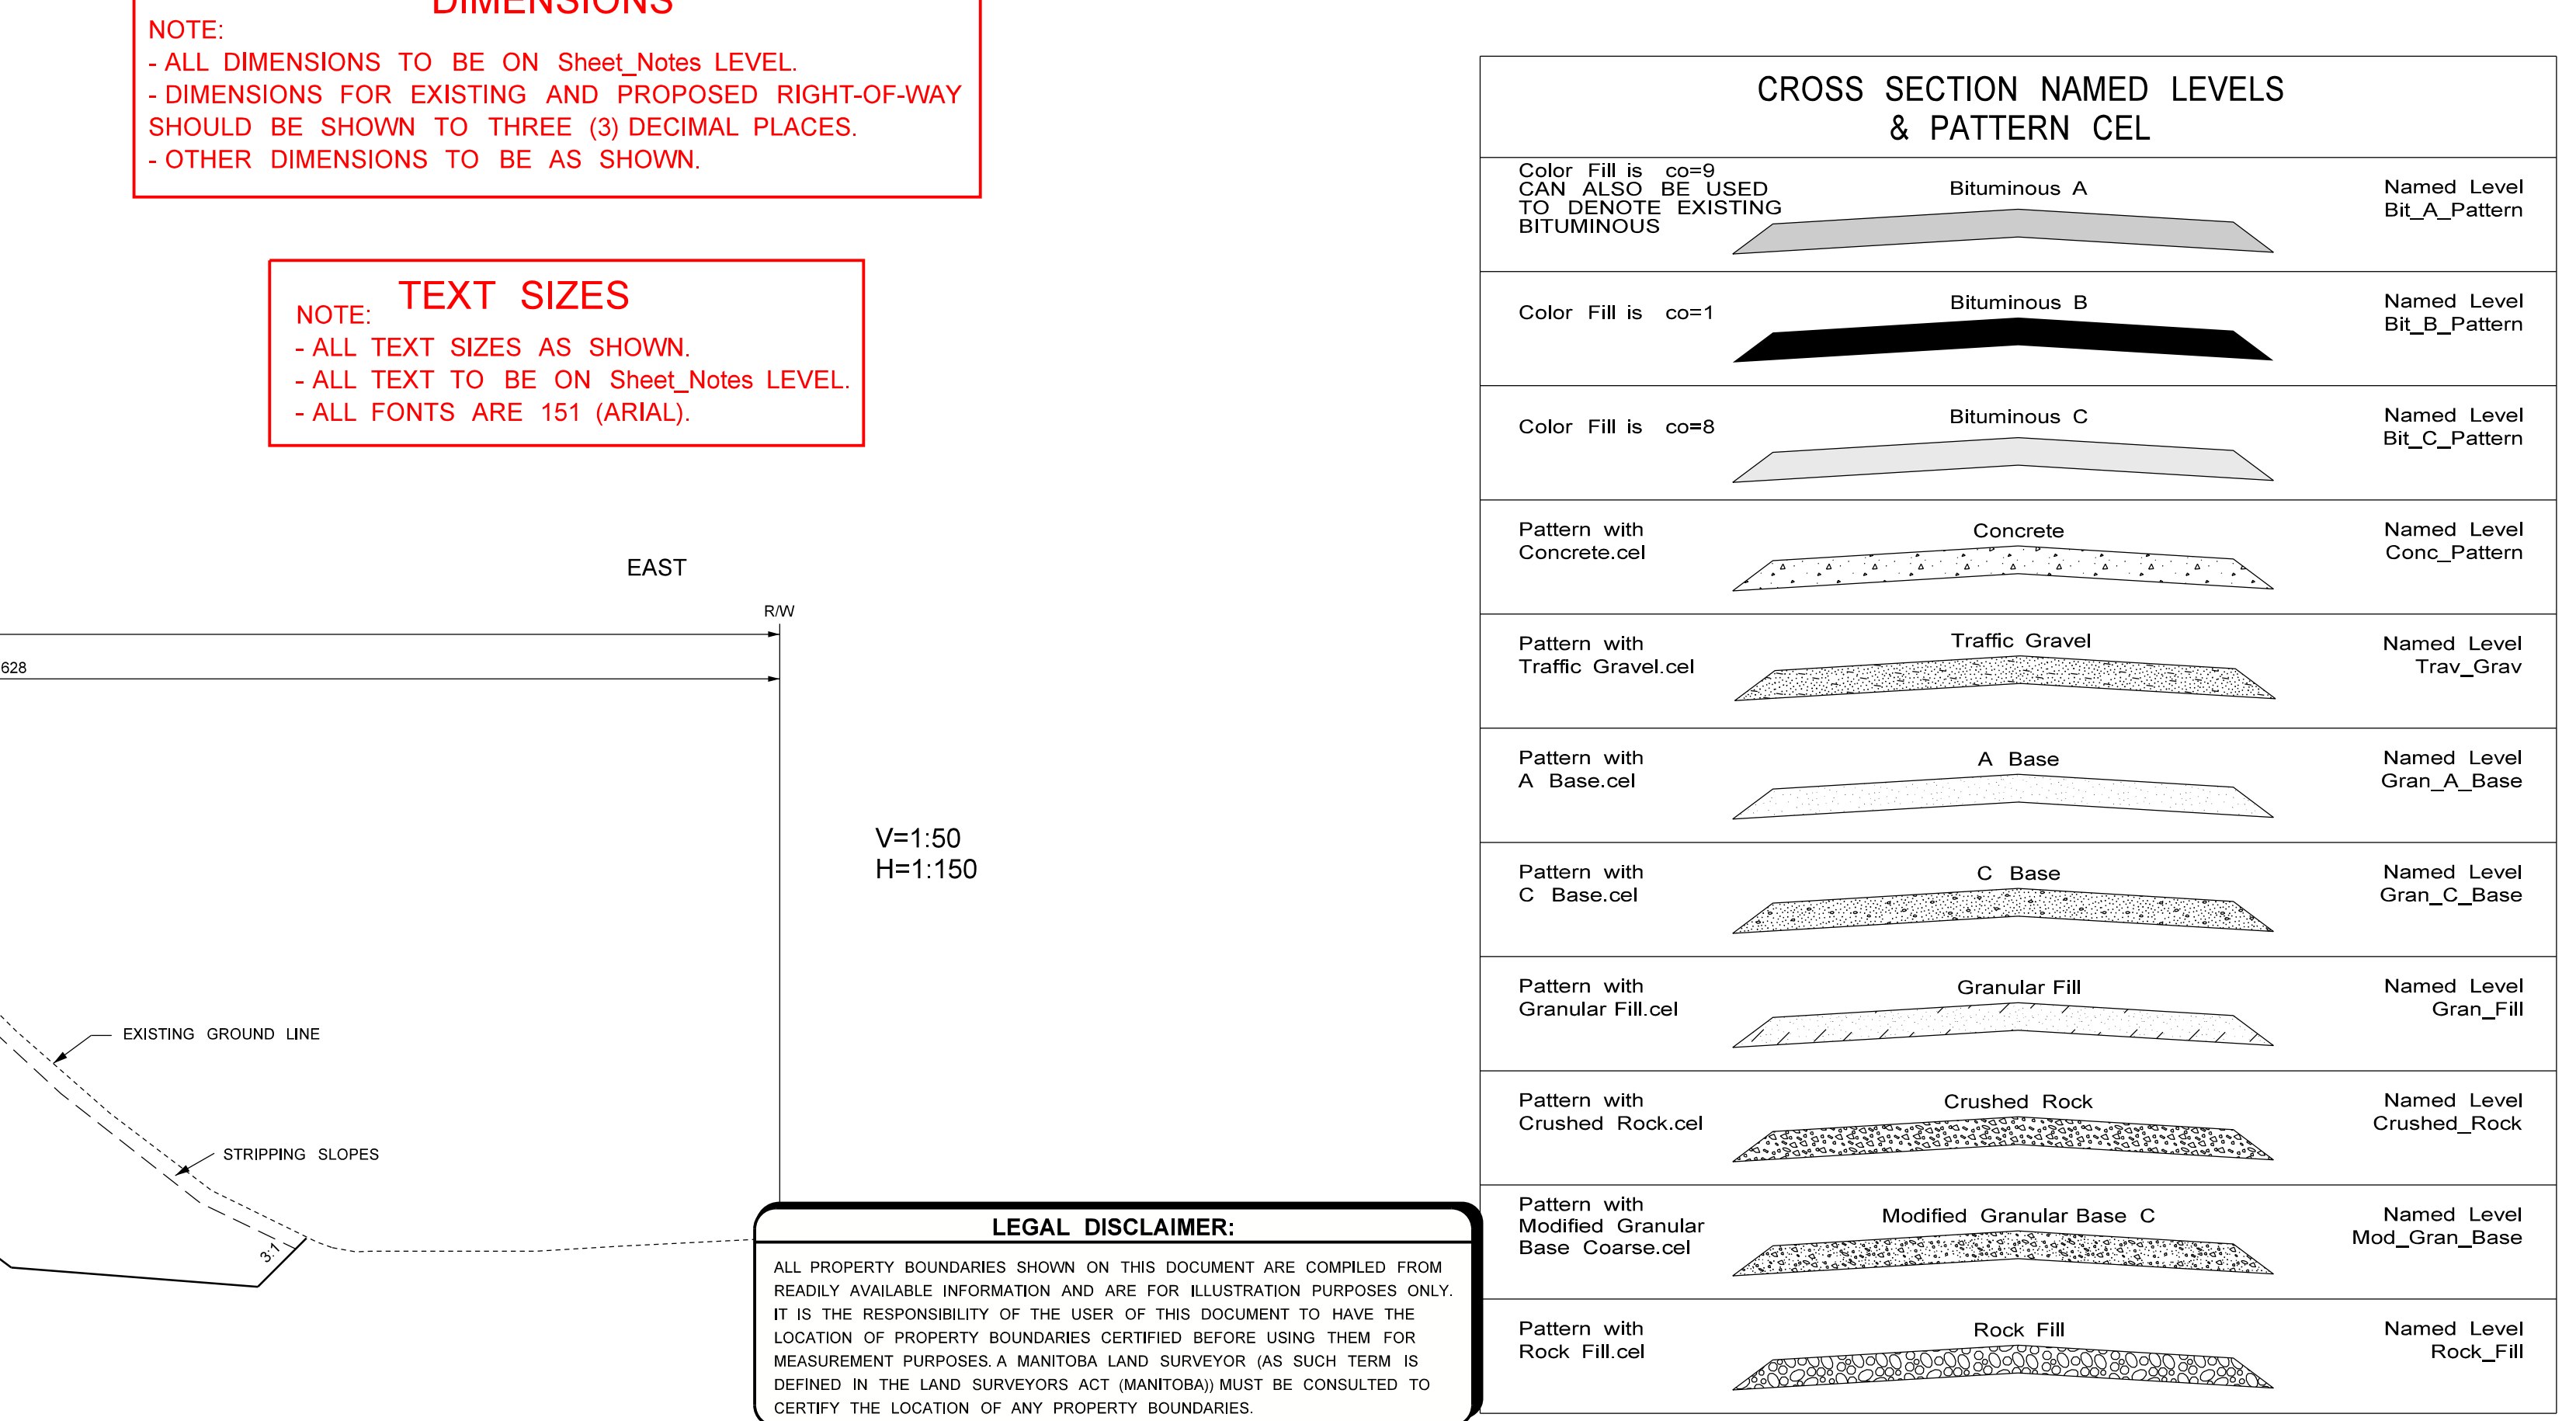 DIMENSIONS
NOTE:
- ALL DIMENSIONS TO BE ON Sheet_Notes LEVEL.
- DIMENSIONS FOR EXISTING AND PROPOSED RIGHT-OF-WAY
SHOULD BE SHOWN TO THREE (3) DECIMAL PLACES.
- OTHER DIMENSIONS TO BE AS SHOWN.
TEXT SIZES
NOTE:
- ALL TEXT SIZES AS SHOWN.
- ALL TEXT TO BE ON Sheet_Notes LEVEL.
- ALL FONTS ARE 151 (ARIAL).
EAST
R/W
628
V=1:50
H=1:150
EXISTING GROUND LINE
STRIPPING SLOPES
3:1
LEGAL DISCLAIMER:
ALL PROPERTY BOUNDARIES SHOWN ON THIS DOCUMENT ARE COMPILED FROM
READILY AVAILABLE INFORMATION AND ARE FOR ILLUSTRATION PURPOSES ONLY.
IT IS THE RESPONSIBILITY OF THE USER OF THIS DOCUMENT TO HAVE THE
LOCATION OF PROPERTY BOUNDARIES CERTIFIED BEFORE USING THEM FOR
MEASUREMENT PURPOSES. A MANITOBA LAND SURVEYOR (AS SUCH TERM IS
DEFINED IN THE LAND SURVEYORS ACT (MANITOBA)) MUST BE CONSULTED TO
CERTIFY THE LOCATION OF ANY PROPERTY BOUNDARIES.
CROSS SECTION NAMED LEVELS
& PATTERN CEL
Color Fill is co=9
CAN ALSO BE USED
TO DENOTE EXISTING
BITUMINOUS
Bituminous A
Named Level
Bit_A_Pattern
Color Fill is co=1
Bituminous B
Named Level
Bit_B_Pattern
Color Fill is co=8
Bituminous C
Named Level
Bit_C_Pattern
Pattern with
Concrete.cel
Concrete
Named Level
Conc_Pattern
Pattern with
Traffic Gravel.cel
Traffic Gravel
Named Level
Trav_Grav
Pattern with
A Base.cel
A Base
Named Level
Gran_A_Base
Pattern with
C Base.cel
C Base
Named Level
Gran_C_Base
Pattern with
Granular Fill.cel
Granular Fill
Named Level
Gran_Fill
Pattern with
Crushed Rock.cel
Crushed Rock
Named Level
Crushed_Rock
Pattern with
Modified Granular
Base Coarse.cel
Modified Granular Base C
Named Level
Mod_Gran_Base
Pattern with
Rock Fill.cel
Rock Fill
Named Level
Rock_Fill